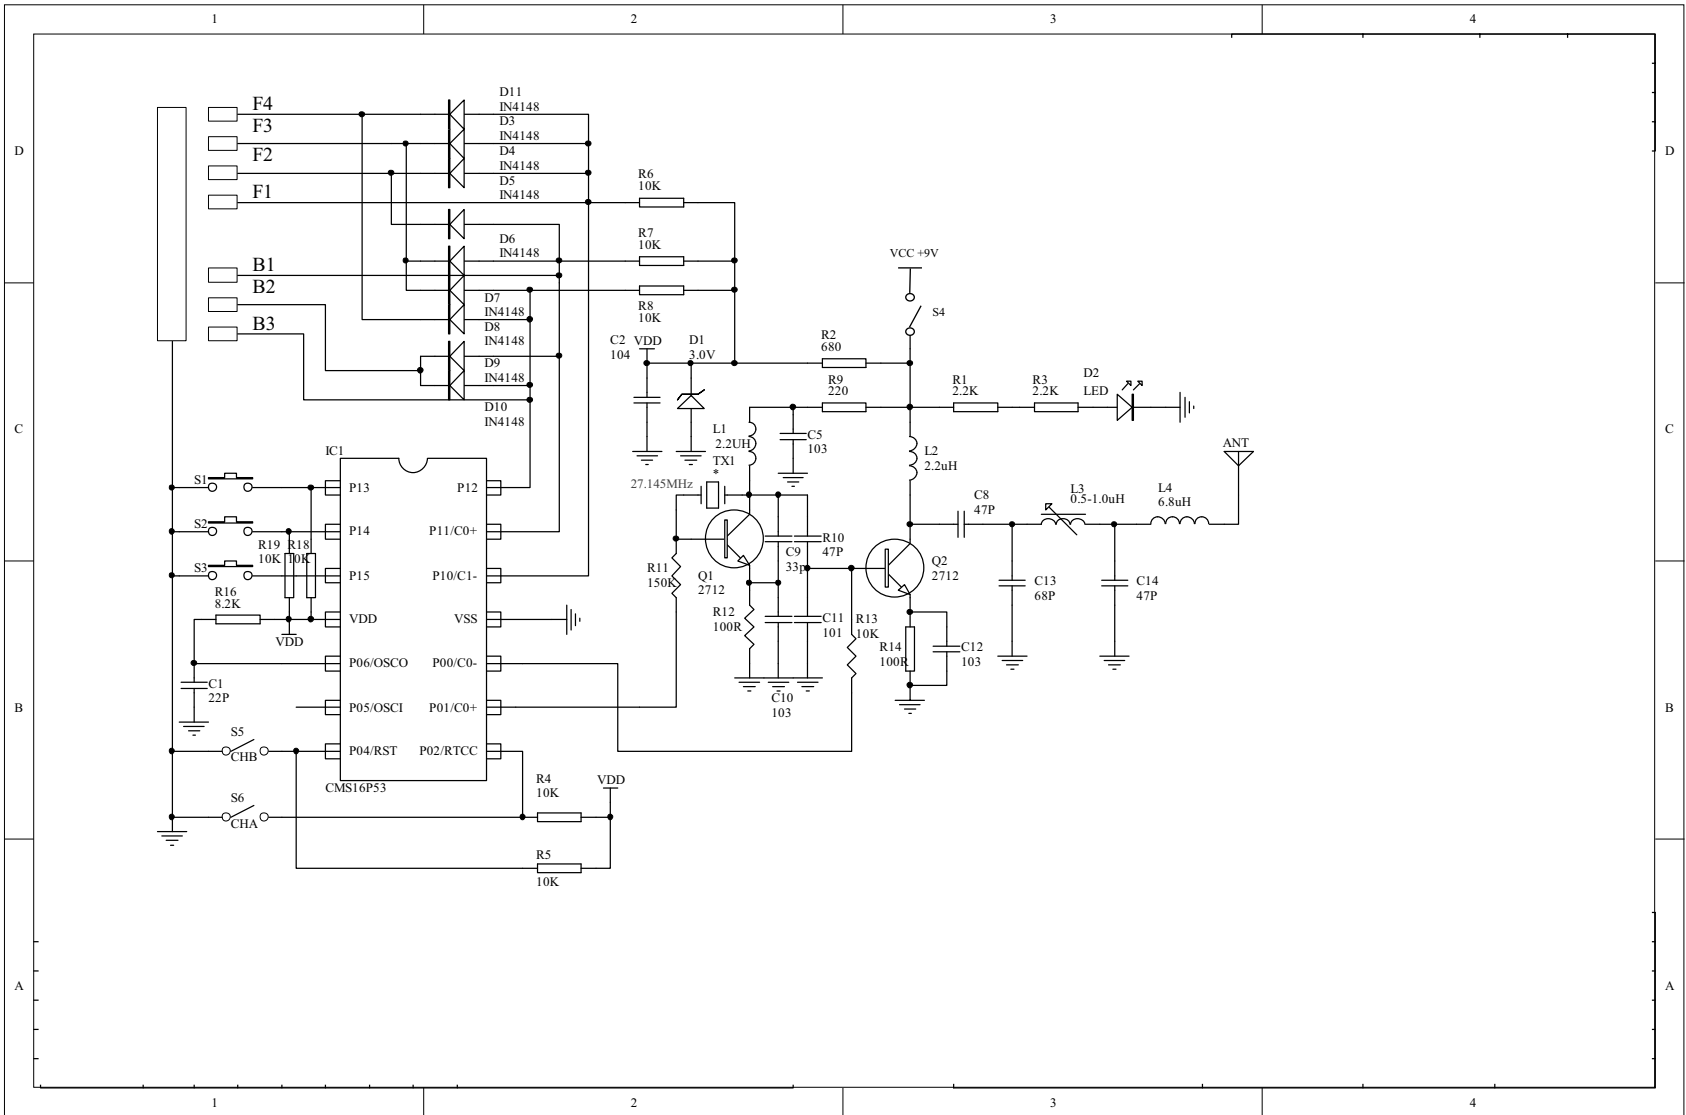 1 2 3 4
D D
C C
B B
A A
1 2 3 4
F4
F3
F2
F1
B1
B2
B3
D11
IN4148
D3
IN4148
D4
IN4148
D5
IN4148
D6
IN4148
D7
IN4148
D8
IN4148
D9
IN4148
D10
IN4148
R6
10K
R7
10K
R8
10K
VCC +9V
S4
C2
104
VDD
D1
3.0V
R2
680
R9
220
R1
2.2K
R3
2.2K
D2
LED
L1
2.2UH
C5
103
L2
2.2uH
TX1
*
27.145MHz
ANT
C8
47P
L3
0.5-1.0uH
L4
6.8uH
IC1
P13 P12
P14 P11/C0+
P15 P10/C1-
VDD VSS
P06/OSCO P00/C0-
P05/OSCI P01/C0+
P04/RST P02/RTCC
CMS16P53
S1
S2
S3
R19
10K
R18
10K
R16
8.2K
VDD
C1
22P
S5
CHB
S6
CHA
R4
10K
VDD
R5
10K
R11
150K
Q1
2712
C9
33p
R10
47P
R12
100R
C11
101
C10
103
R13
10K
Q2
2712
R14
100R
C12
103
C13
68P
C14
47P